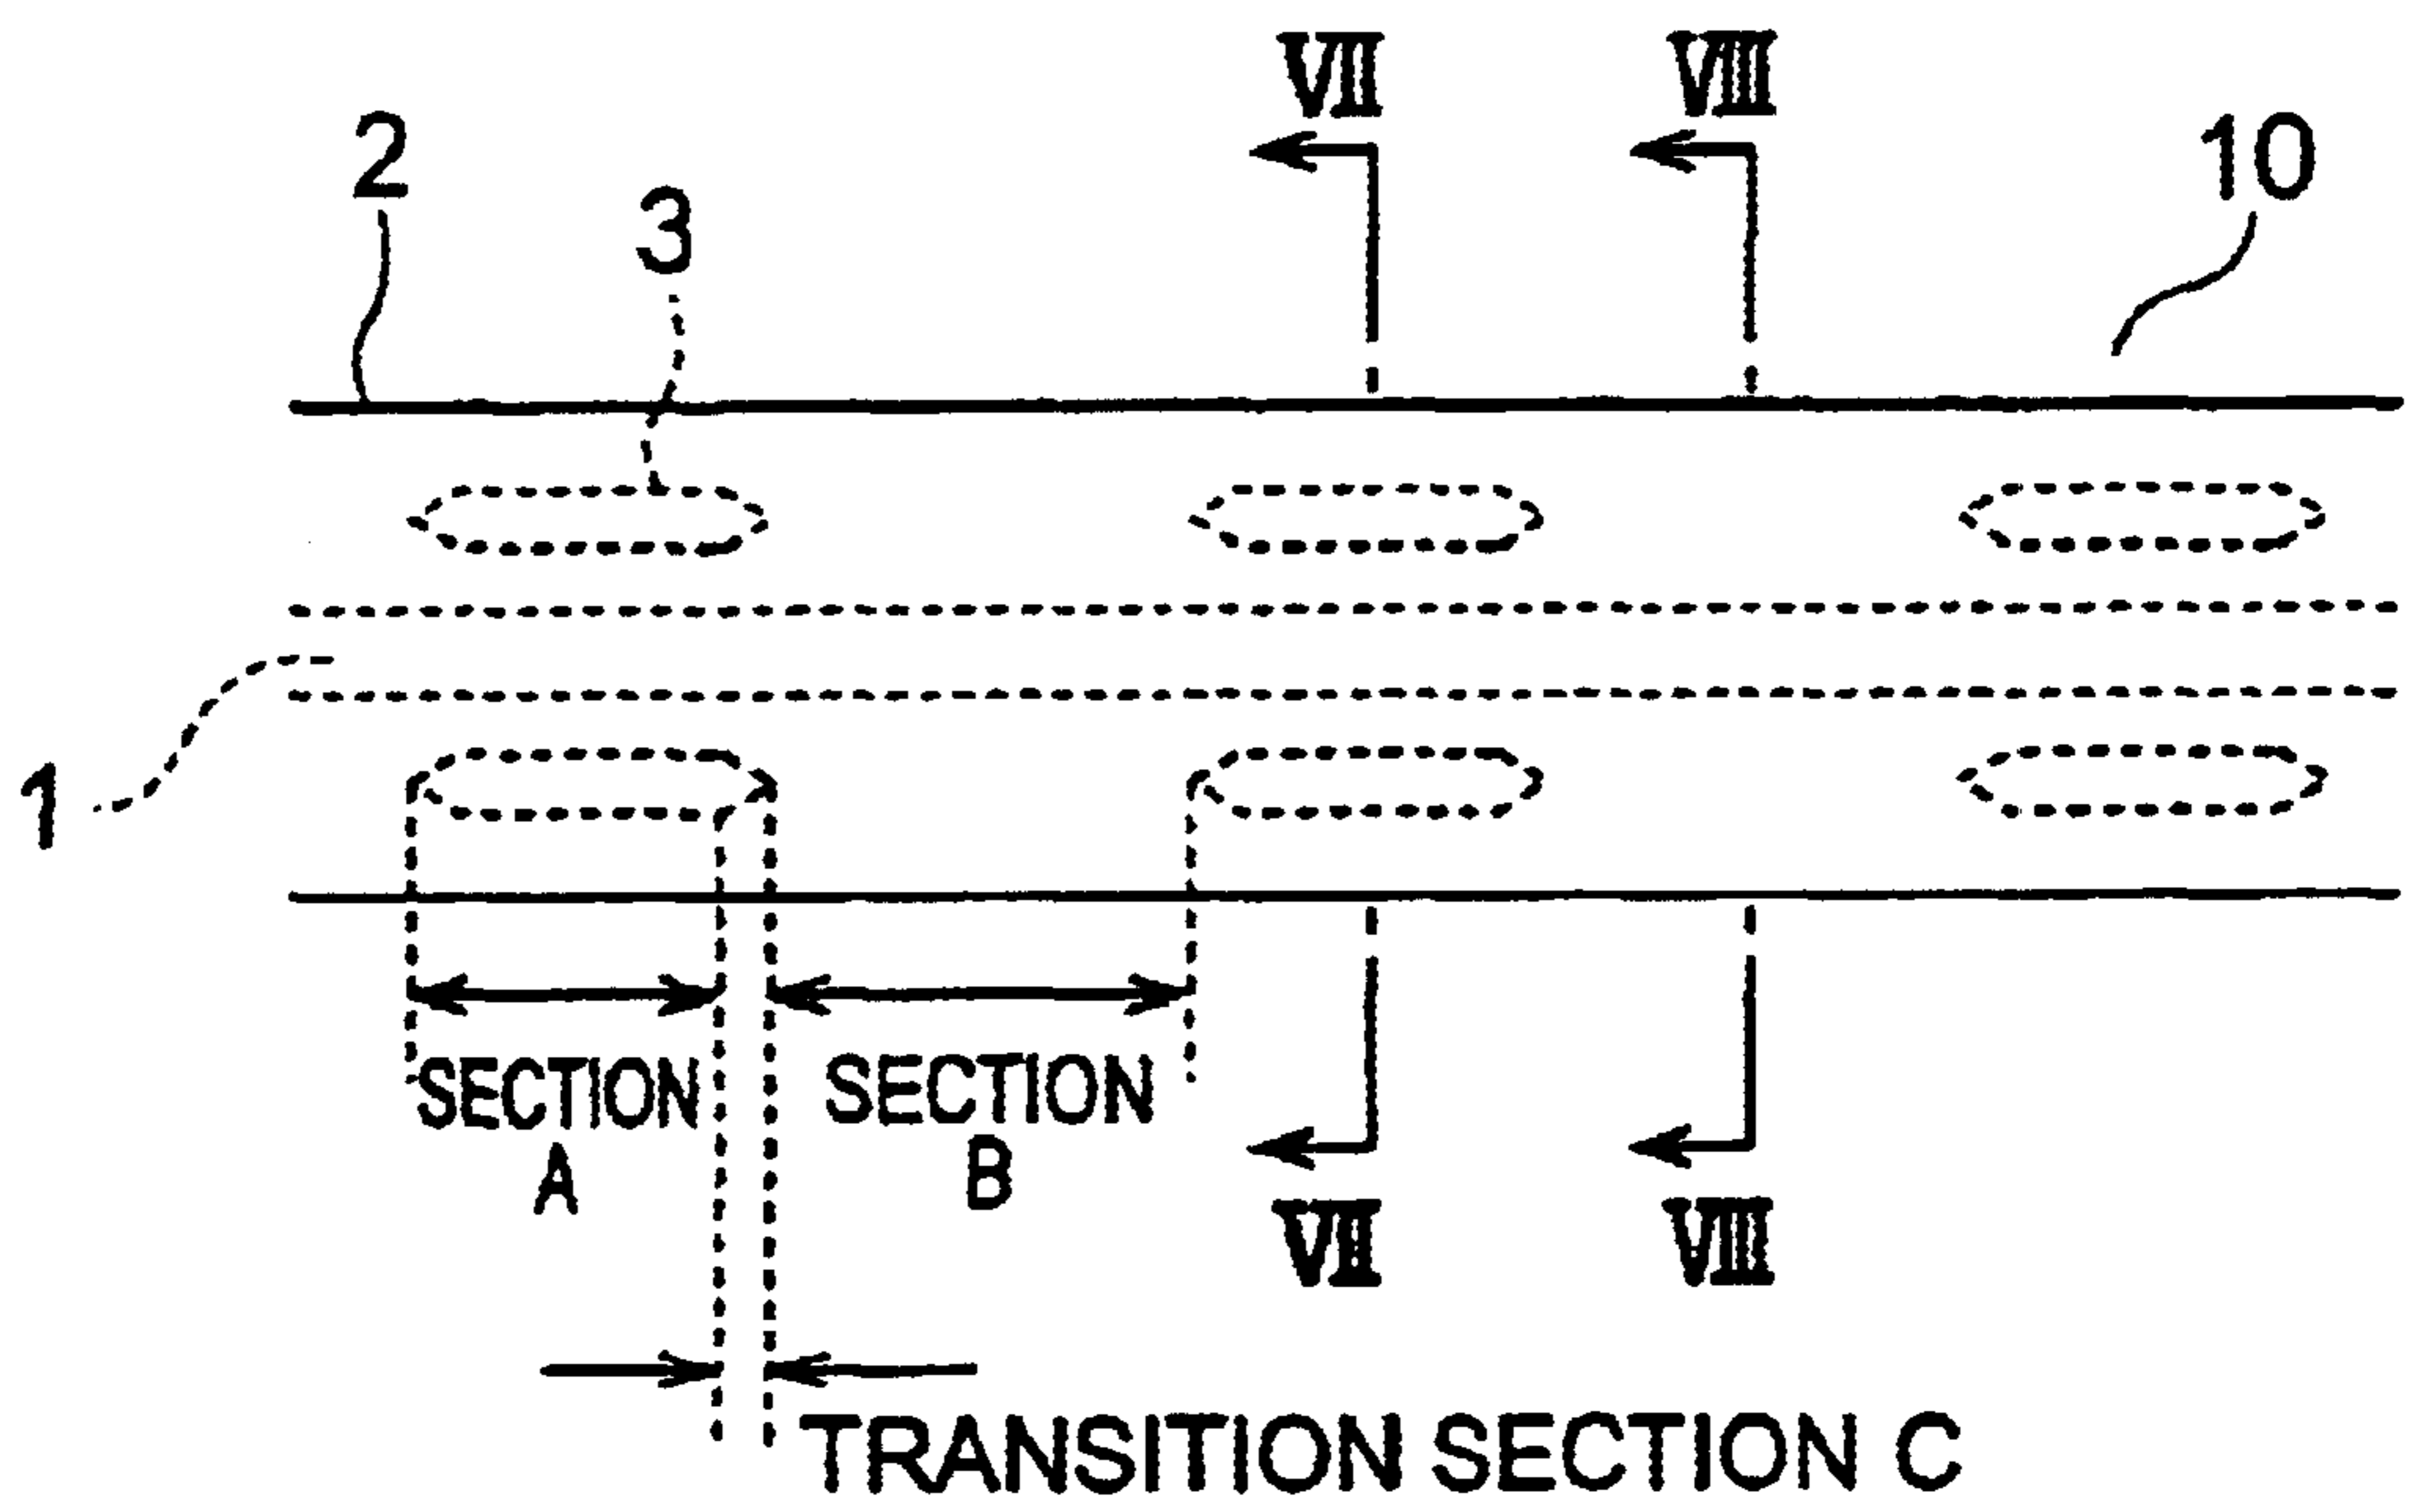 VII
VIII
2
10
3
1
SECTION
A
SECTION
B
VII
VIII
TRANSITION SECTION C